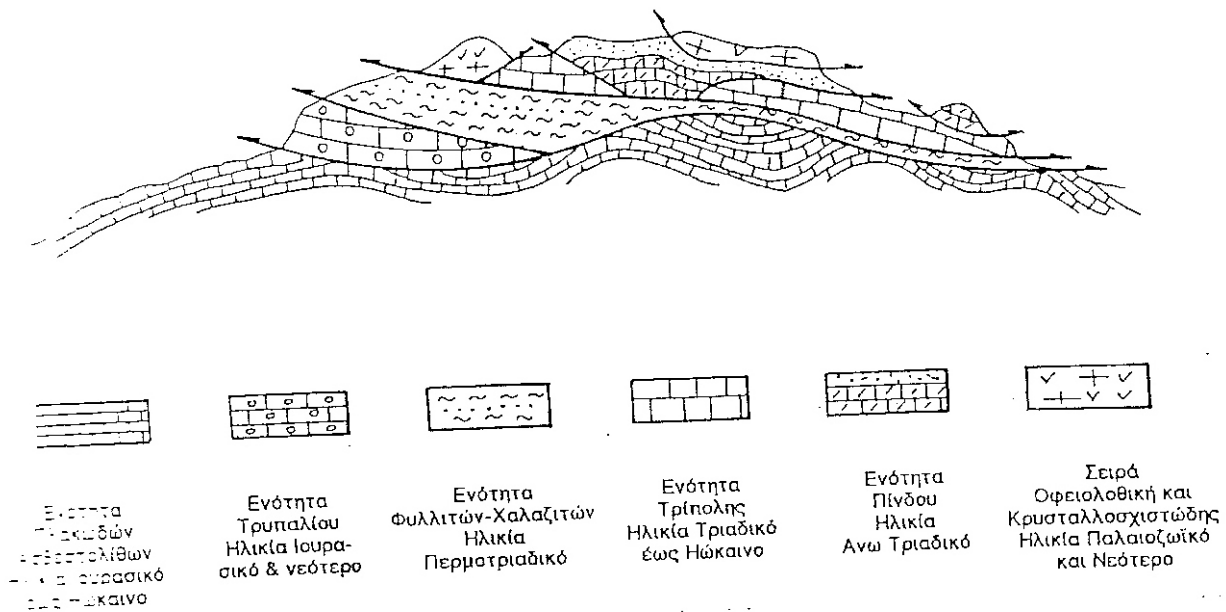 Ενότητα
Τρυπαλίου
Ηλικία Ιουρα-
σικό & νεότερο
Ενότητα
Φυλλιτών-Χαλαζιτών
Ηλικία
Περμοτριαδικό
Ενότητα
Τρίπολης
Ηλικία Τριαδικό
έως Ηώκαινο
Ενότητα
Πίνδου
Ηλικία
Ανω Τριαδικό
Σειρά
Οφειολοθική και
Κρυσταλλοσχιστώδης
Ηλικία Παλαιοζωϊκό
και Νεότερο